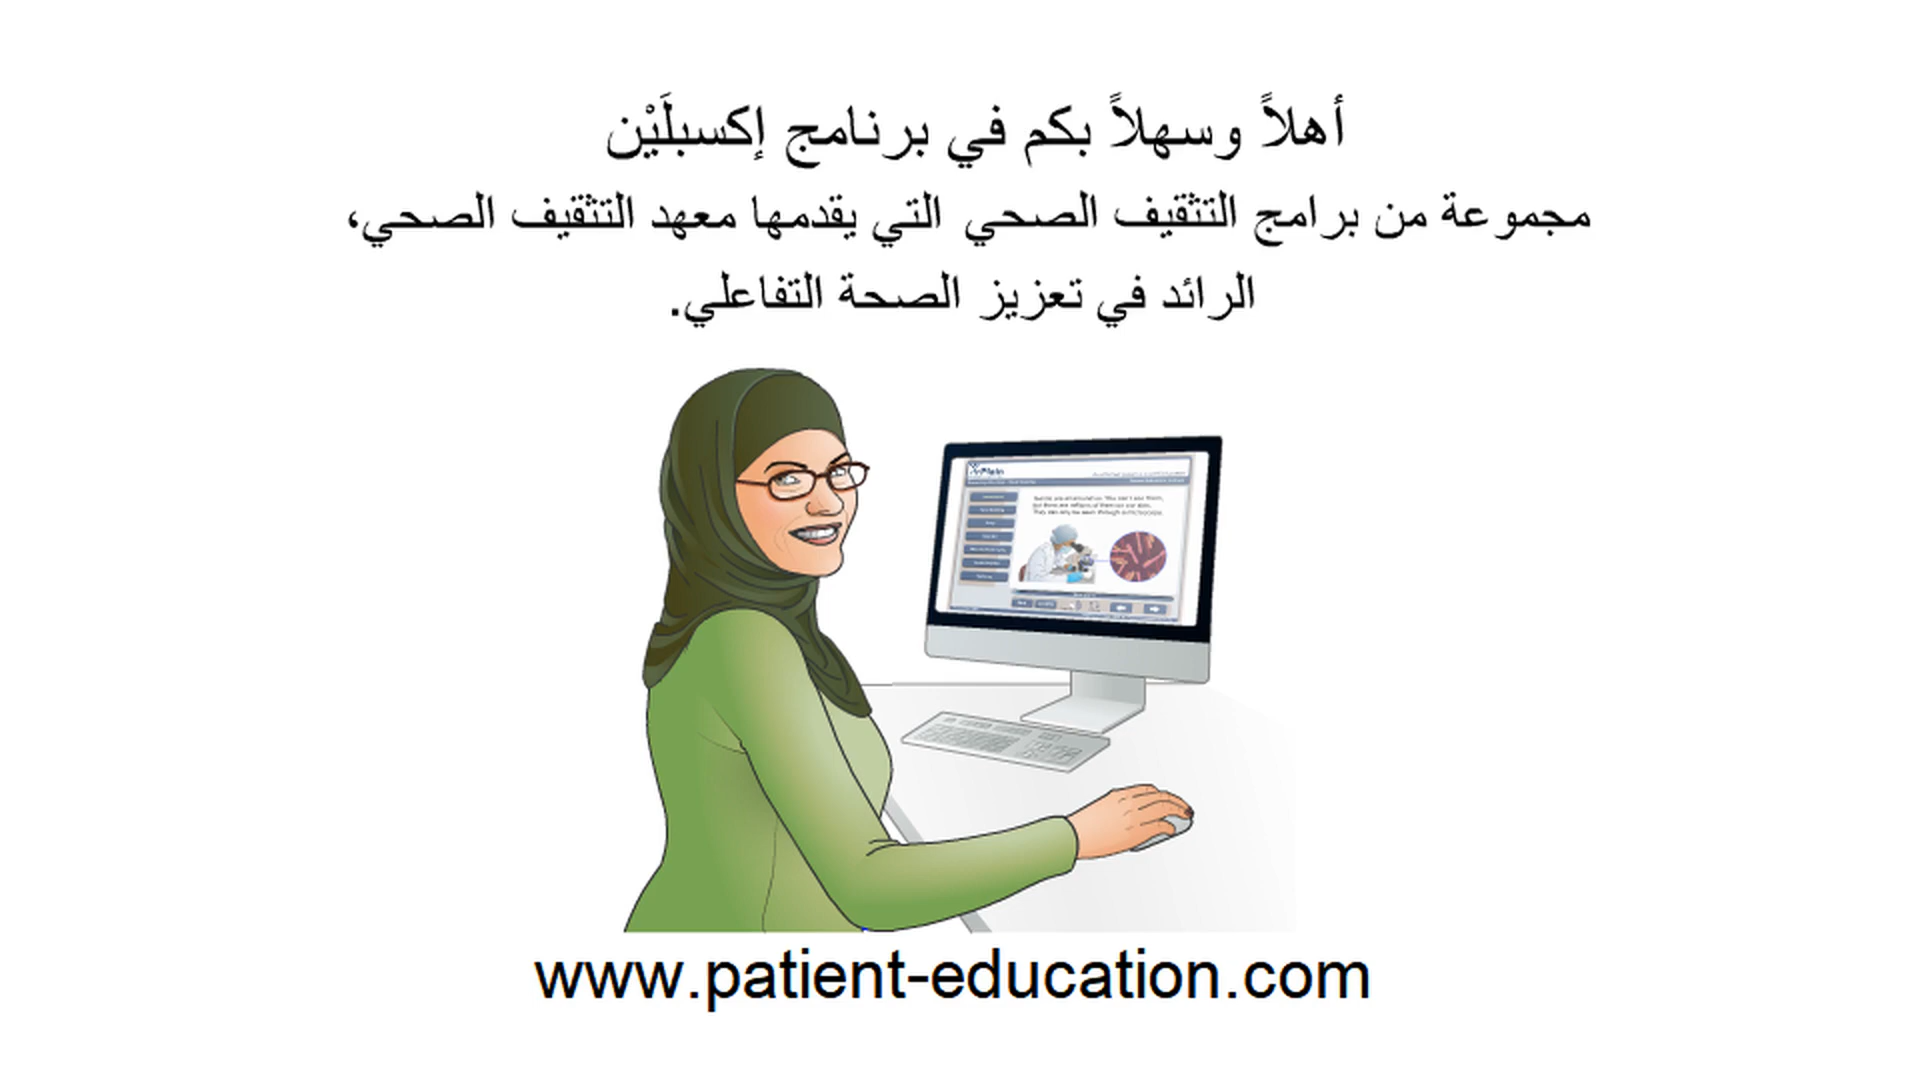 أهلاً وسهلاً بكم في برنامج إكسبلَيْن
مجموعة من برامج التثقيف الصحي التي يقدمها معهد التثقيف الصحي،
الرائد في تعزيز الصحة التفاعلي.
www.patient-education.com